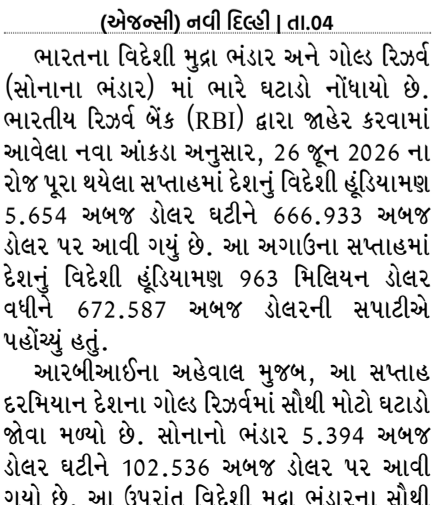 (એજન્સી) નવી દિલ્હી | તા.04
ભારતના વિદેશી મુદ્રા ભંડાર અને ગોલ્ડ રિઝર્વ
(સોનાના ભંડાર) માં ભારે ઘટાડો નોંધાયો છે.
ભારતીય રિઝર્વ બેંક (RBI) દ્વારા જાહેર કરવામાં
આવેલા નવા આંકડા અનુસાર, 26 જૂન 2026 ના
રોજ પૂરા થયેલા સપ્તાહમાં દેશનું વિદેશી હૂંડિયામણ
5.654 અબજ ડોલર ઘટીને 666.933 અબજ
ડોલર પર આવી ગયું છે. આ અગાઉના સપ્તાહમાં
દેશનું વિદેશી હૂંડિયામણ 963 મિલિયન ડોલર
વધીને 672.587 અબજ ડોલરની સપાટીએ
પહોંચ્યું હતું.
આરબીઆઈના અહેવાલ મુજબ, આ સપ્તાહ
દરમિયાન દેશના ગોલ્ડ રિઝર્વમાં સૌથી મોટો ઘટાડો
જોવા મળ્યો છે. સોનાનો ભંડાર 5.394 અબજ
ડોલર ઘટીને 102.536 અબજ ડોલર પર આવી
ગયો છે. આ ઉપરાંત વિદેશી મુદ્રા ભંડારના સૌથી